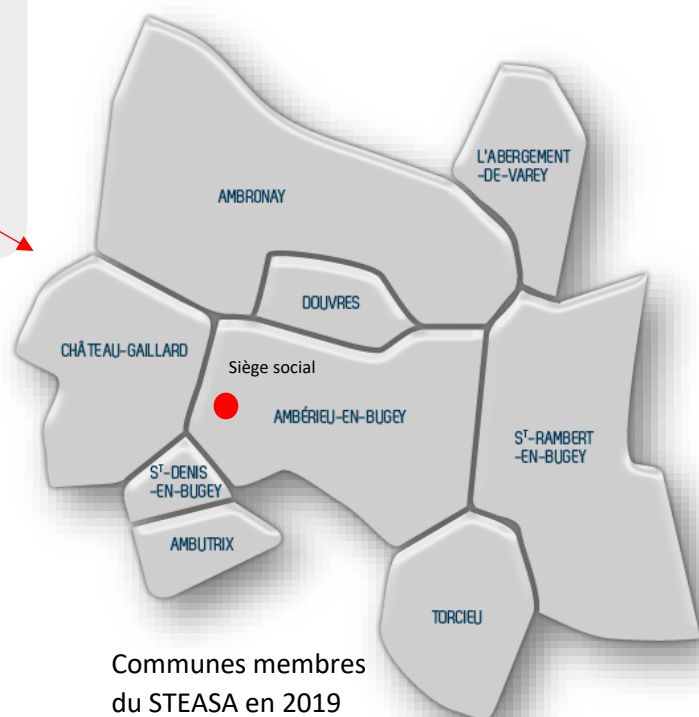 L'ABERGEMENT
-DE-VAREY
AMBRONAY
DOUVRES
CHÂTEAU-GAILLARD
Siège social
AMBÉRIEU-EN-BUGEY
Sᵀ-RAMBERT
-EN-BUGEY
Sᵀ-DENIS
-EN-BUGEY
AMBUTRIX
TORCIEU
Communes membres
du STEASA en 2019